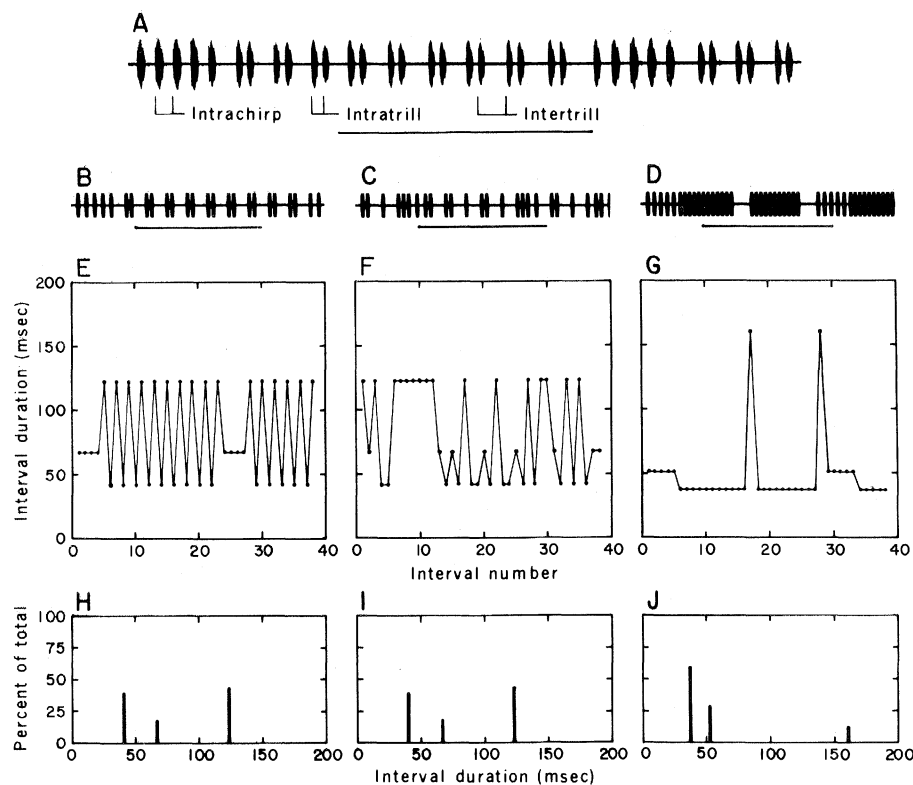 A
Intrachirp
Intratrill
Intertrill
B
C
D
E
F
G
Interval duration (msec)
200
150
100
50
0
0 10 20 30 40
0 10 20 30 40
0 10 20 30 40
Interval number
H
I
J
Percent of total
100
75
50
25
0
0 50 100 150 200
0 50 100 150 200
0 50 100 150 200
Interval duration (msec)